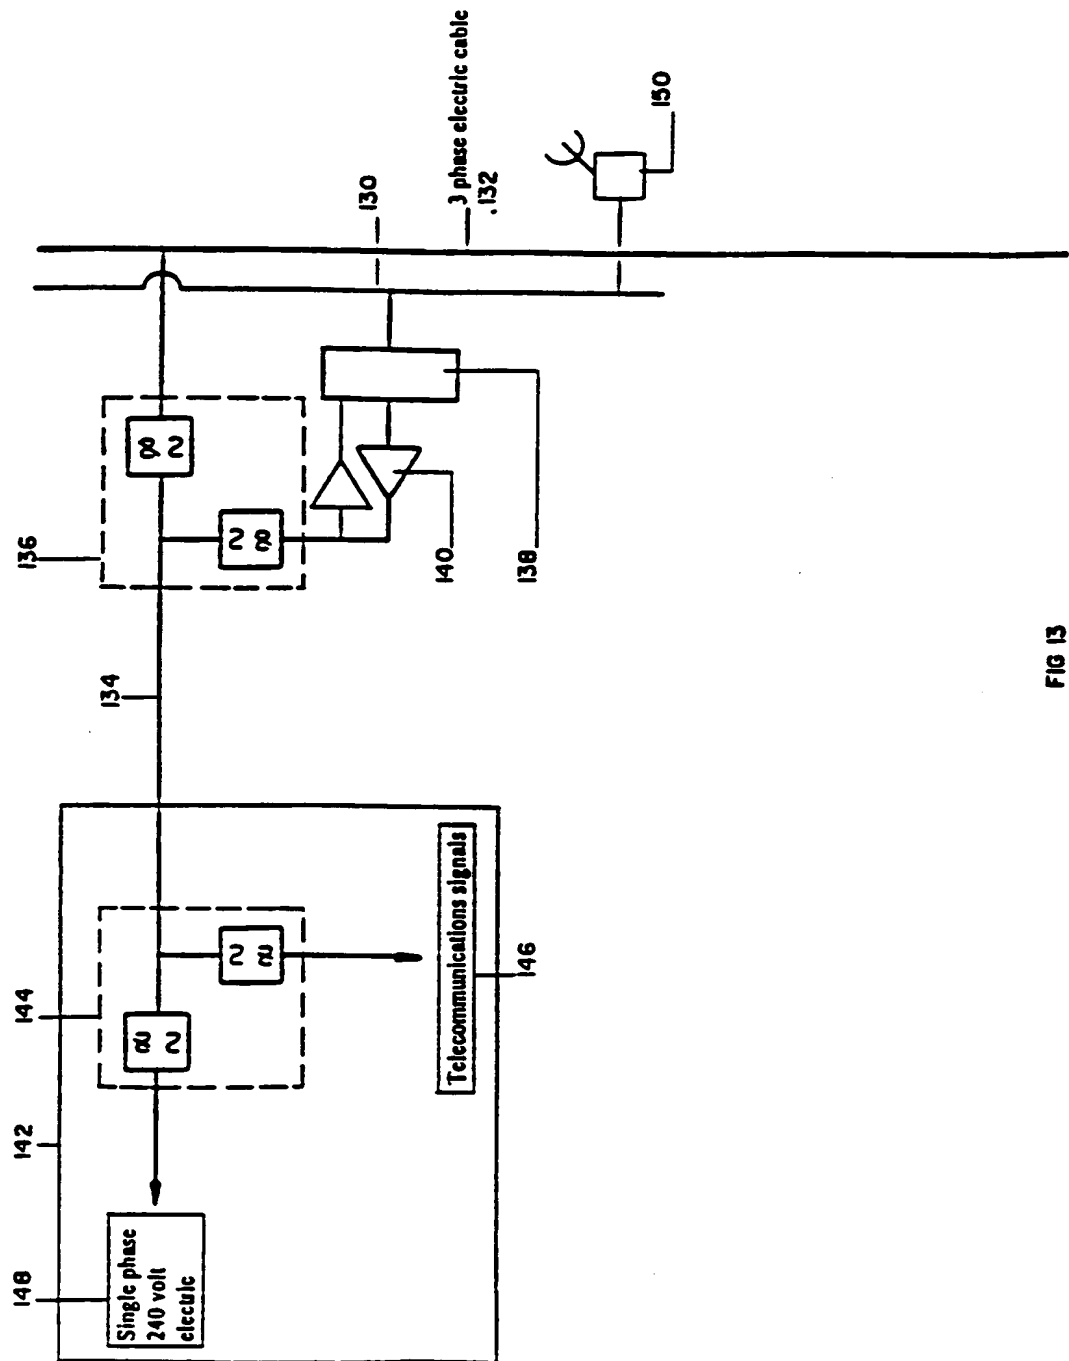 148
142
144
134
136
Single phase
240 volt
electric
Telecommunications signals
146
140
138
130
3 phase electric cable
.132
150
FIG 13